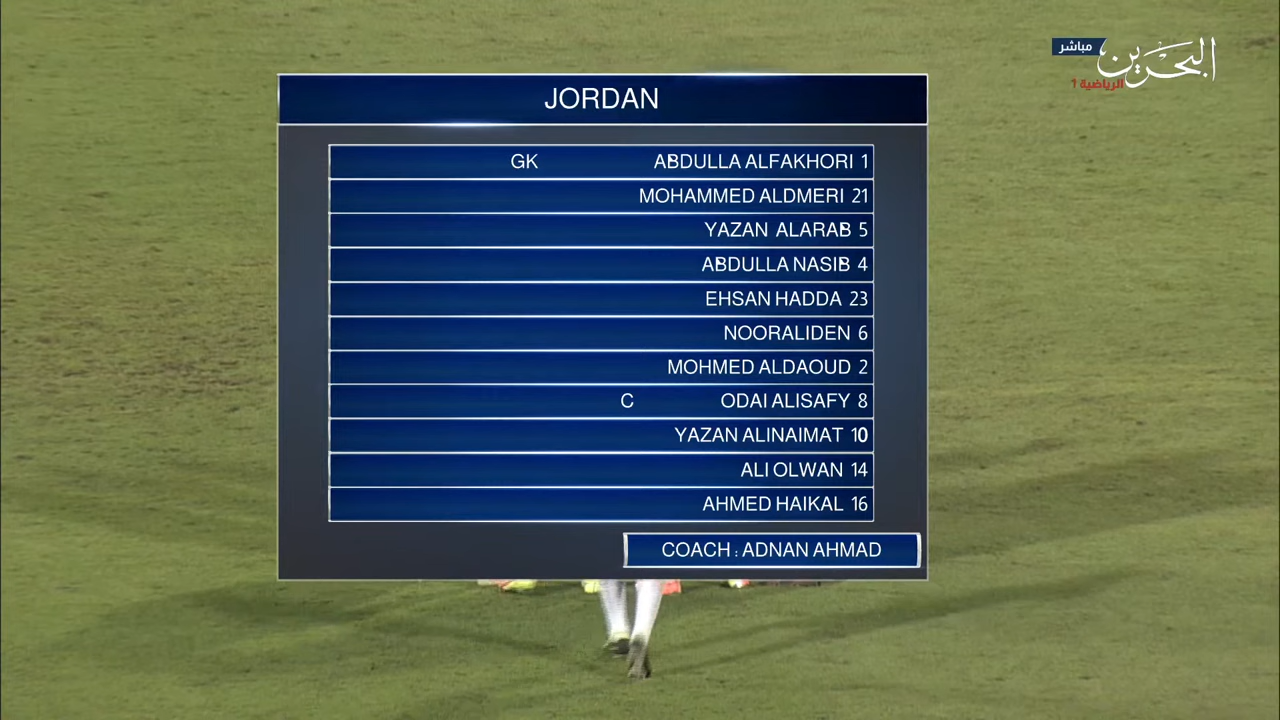 البحرين
مباشر
الرياضية 1
JORDAN
GK ABDULLA ALFAKHORI 1
MOHAMMED ALDMERI 21
YAZAN ALARAB 5
ABDULLA NASIB 4
EHSAN HADDA 23
NOORALIDEN 6
MOHMED ALDAOUD 2
C ODAI ALISAFY 8
YAZAN ALINAIMAT 10
ALI OLWAN 14
AHMED HAIKAL 16
COACH : ADNAN AHMAD